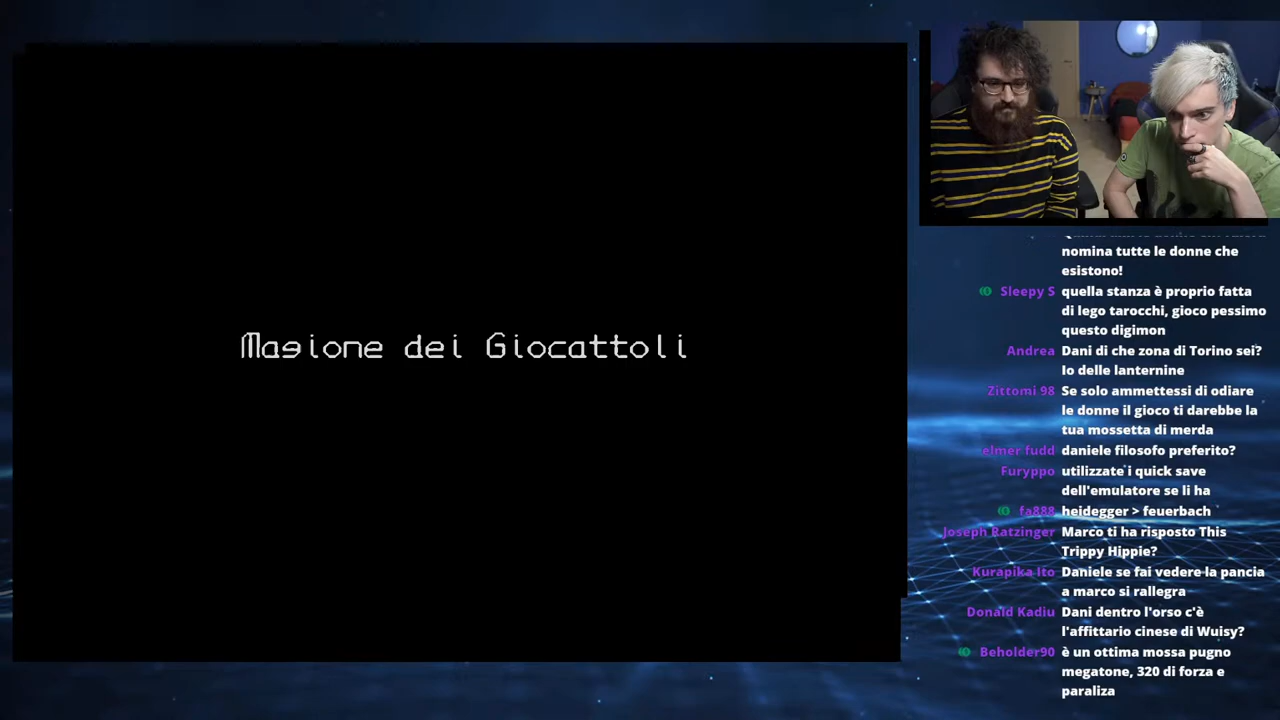 Magione dei Giocattoli
nomina tutte le donne che
esistono!
Sleepy S quella stanza è proprio fatta
di lego tarocchi, gioco pessimo
questo digimon
Andrea Dani di che zona di Torino sei?
Io delle lanternine
Zittomi 98 Se solo ammettessi di odiare
le donne il gioco ti darebbe la
tua mossetta di merda
elmer fudd daniele filosofo preferito?
Furyppo utilizzate i quick save
dell'emulatore se li ha
fa888 heidegger > feuerbach
Joseph Ratzinger Marco ti ha risposto This
Trippy Hippie?
Kurapika Ito Daniele se fai vedere la pancia
a marco si rallegra
Donald Kadiu Dani dentro l'orso c'è
l'affittario cinese di Wuisy?
Beholder90 è un ottima mossa pugno
megatone, 320 di forza e
paraliza